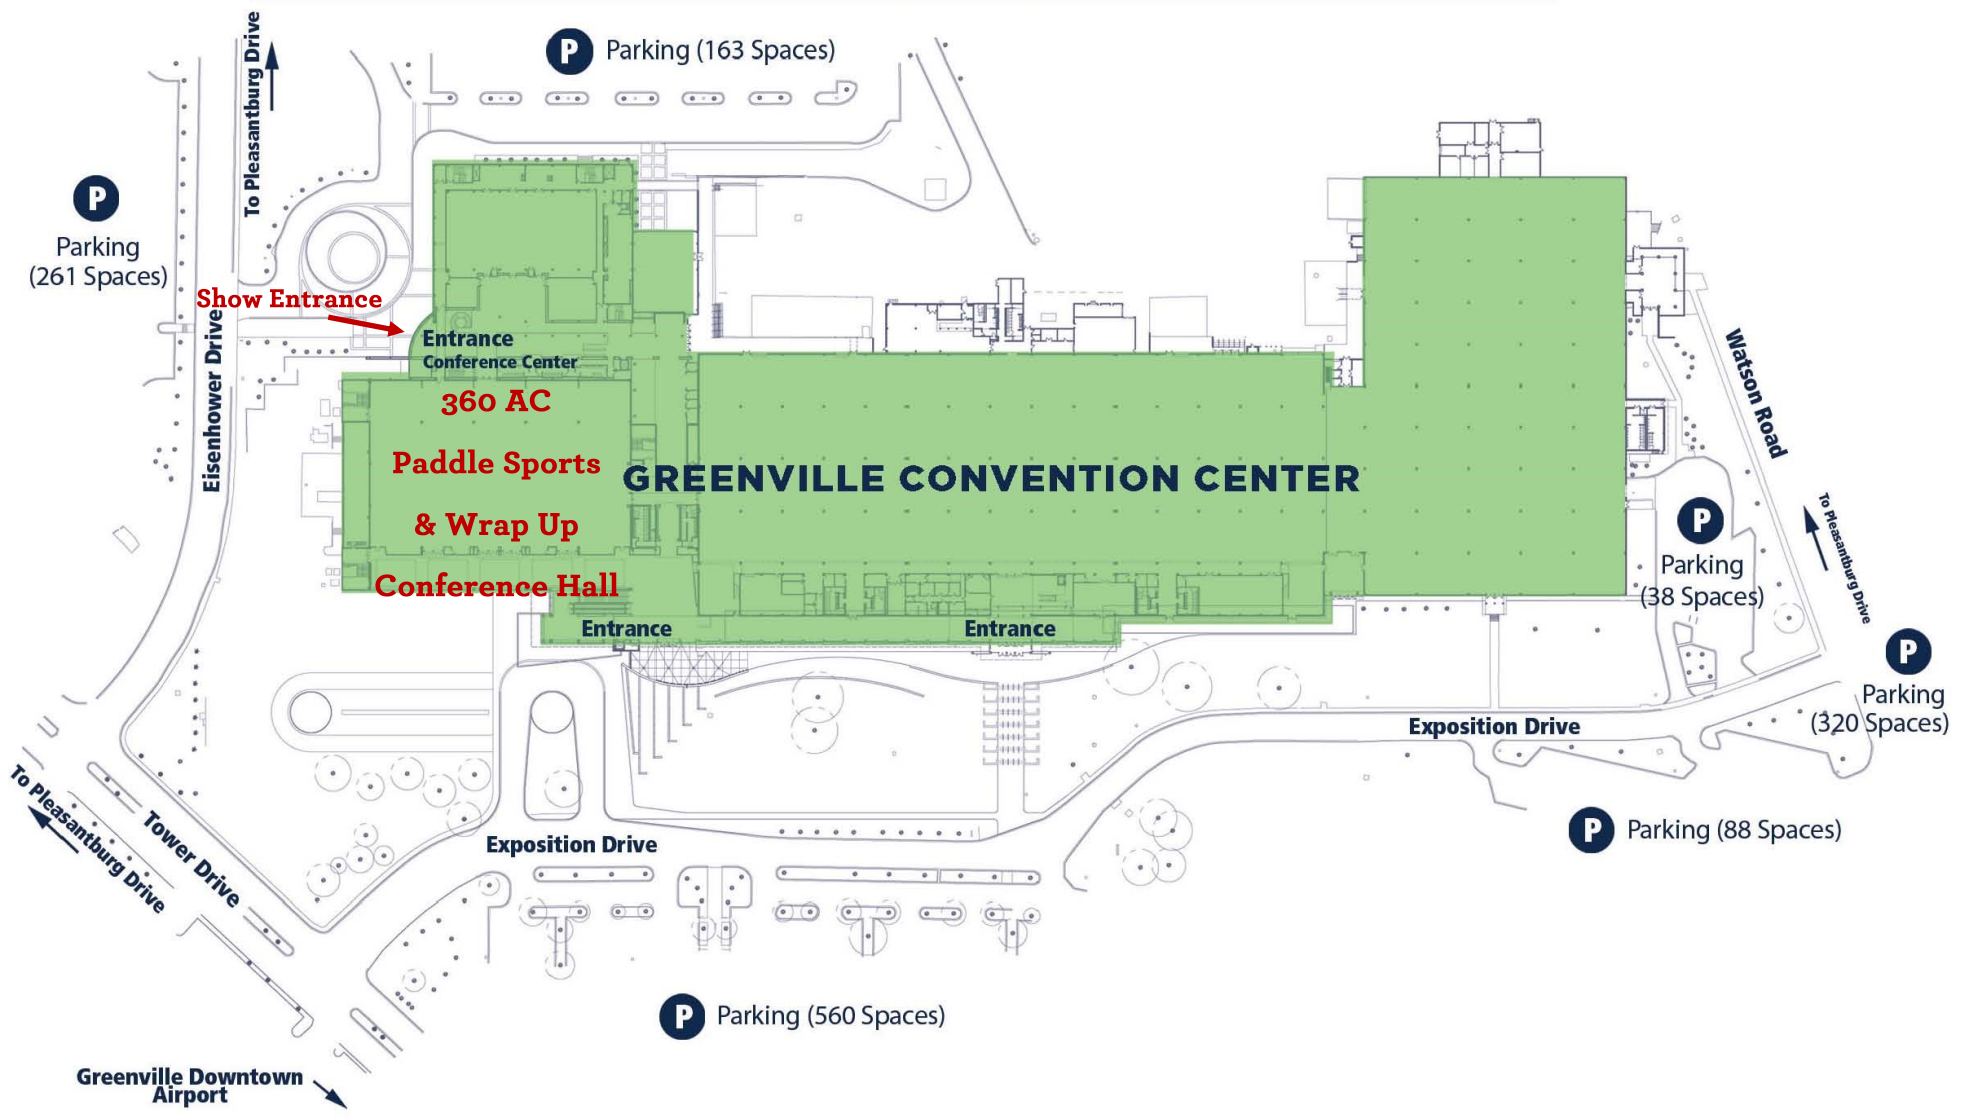 P Parking (163 Spaces)
To Pleasantburg Drive
P
Parking
(261 Spaces)
Show Entrance
Entrance
Conference Center
Eisenhower Drive
360 AC
Paddle Sports
& Wrap Up
Conference Hall
GREENVILLE CONVENTION CENTER
Entrance
Entrance
Watson Road
To Pleasantburg Drive
P
Parking
(38 Spaces)
P
Parking
(320 Spaces)
Exposition Drive
P Parking (88 Spaces)
Exposition Drive
To Pleasantburg Drive
Tower Drive
P Parking (560 Spaces)
Greenville Downtown
Airport